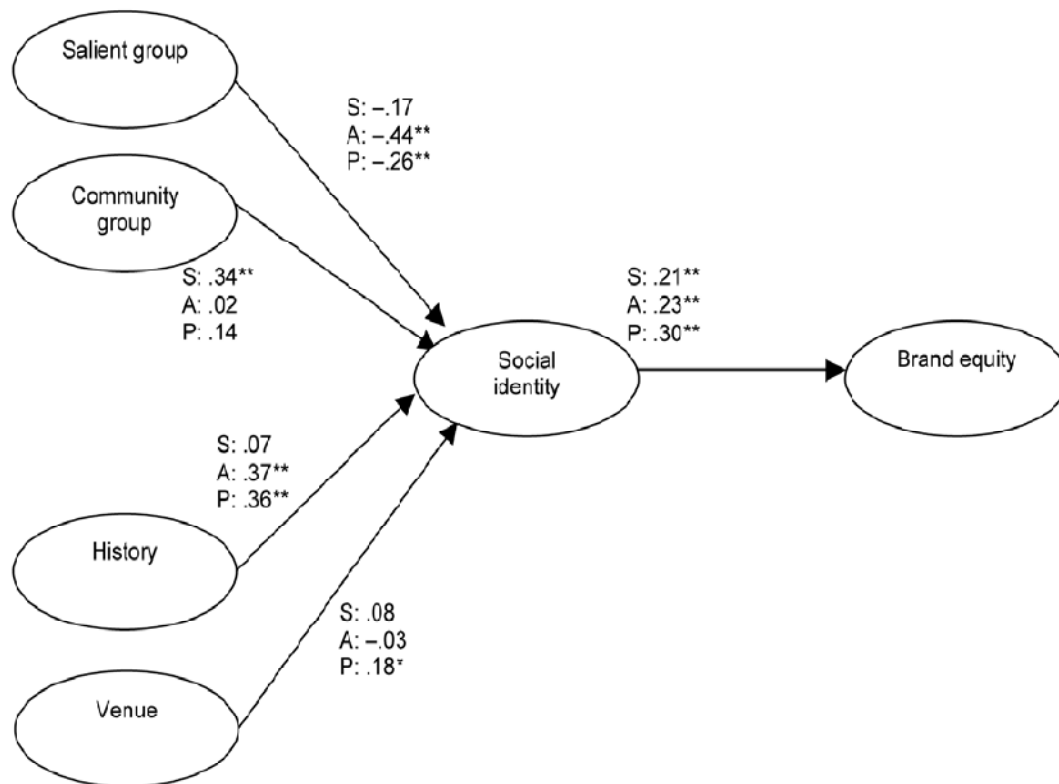 Salient group
S: –.17
A: –.44**
P: –.26**
Community
group
S: .34**
A: .02
P: .14
S: .21**
A: .23**
P: .30**
Social
identity
Brand equity
S: .07
A: .37**
P: .36**
History
S: .08
A: –.03
P: .18*
Venue